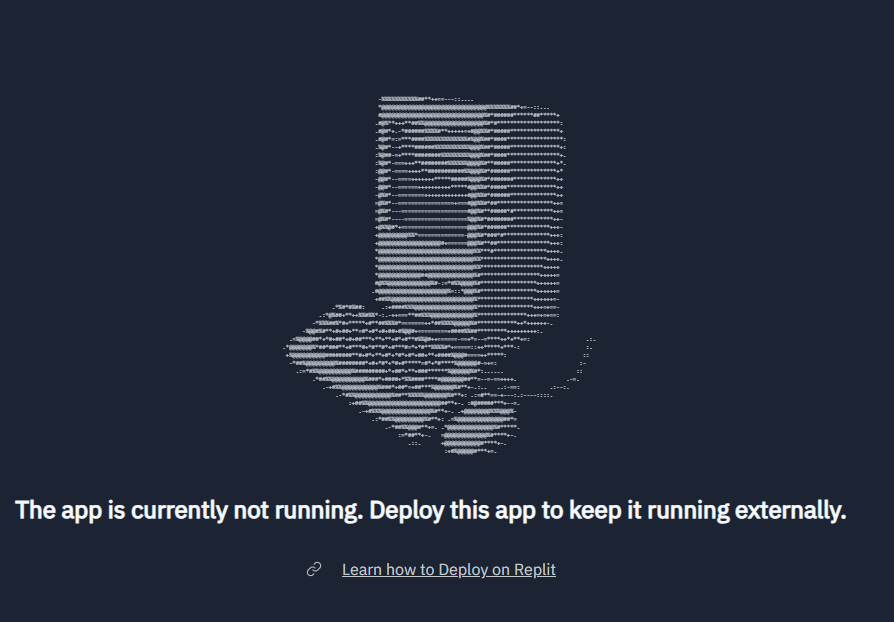 The app is currently not running. Deploy this app to keep it running externally.
Learn how to Deploy on Replit